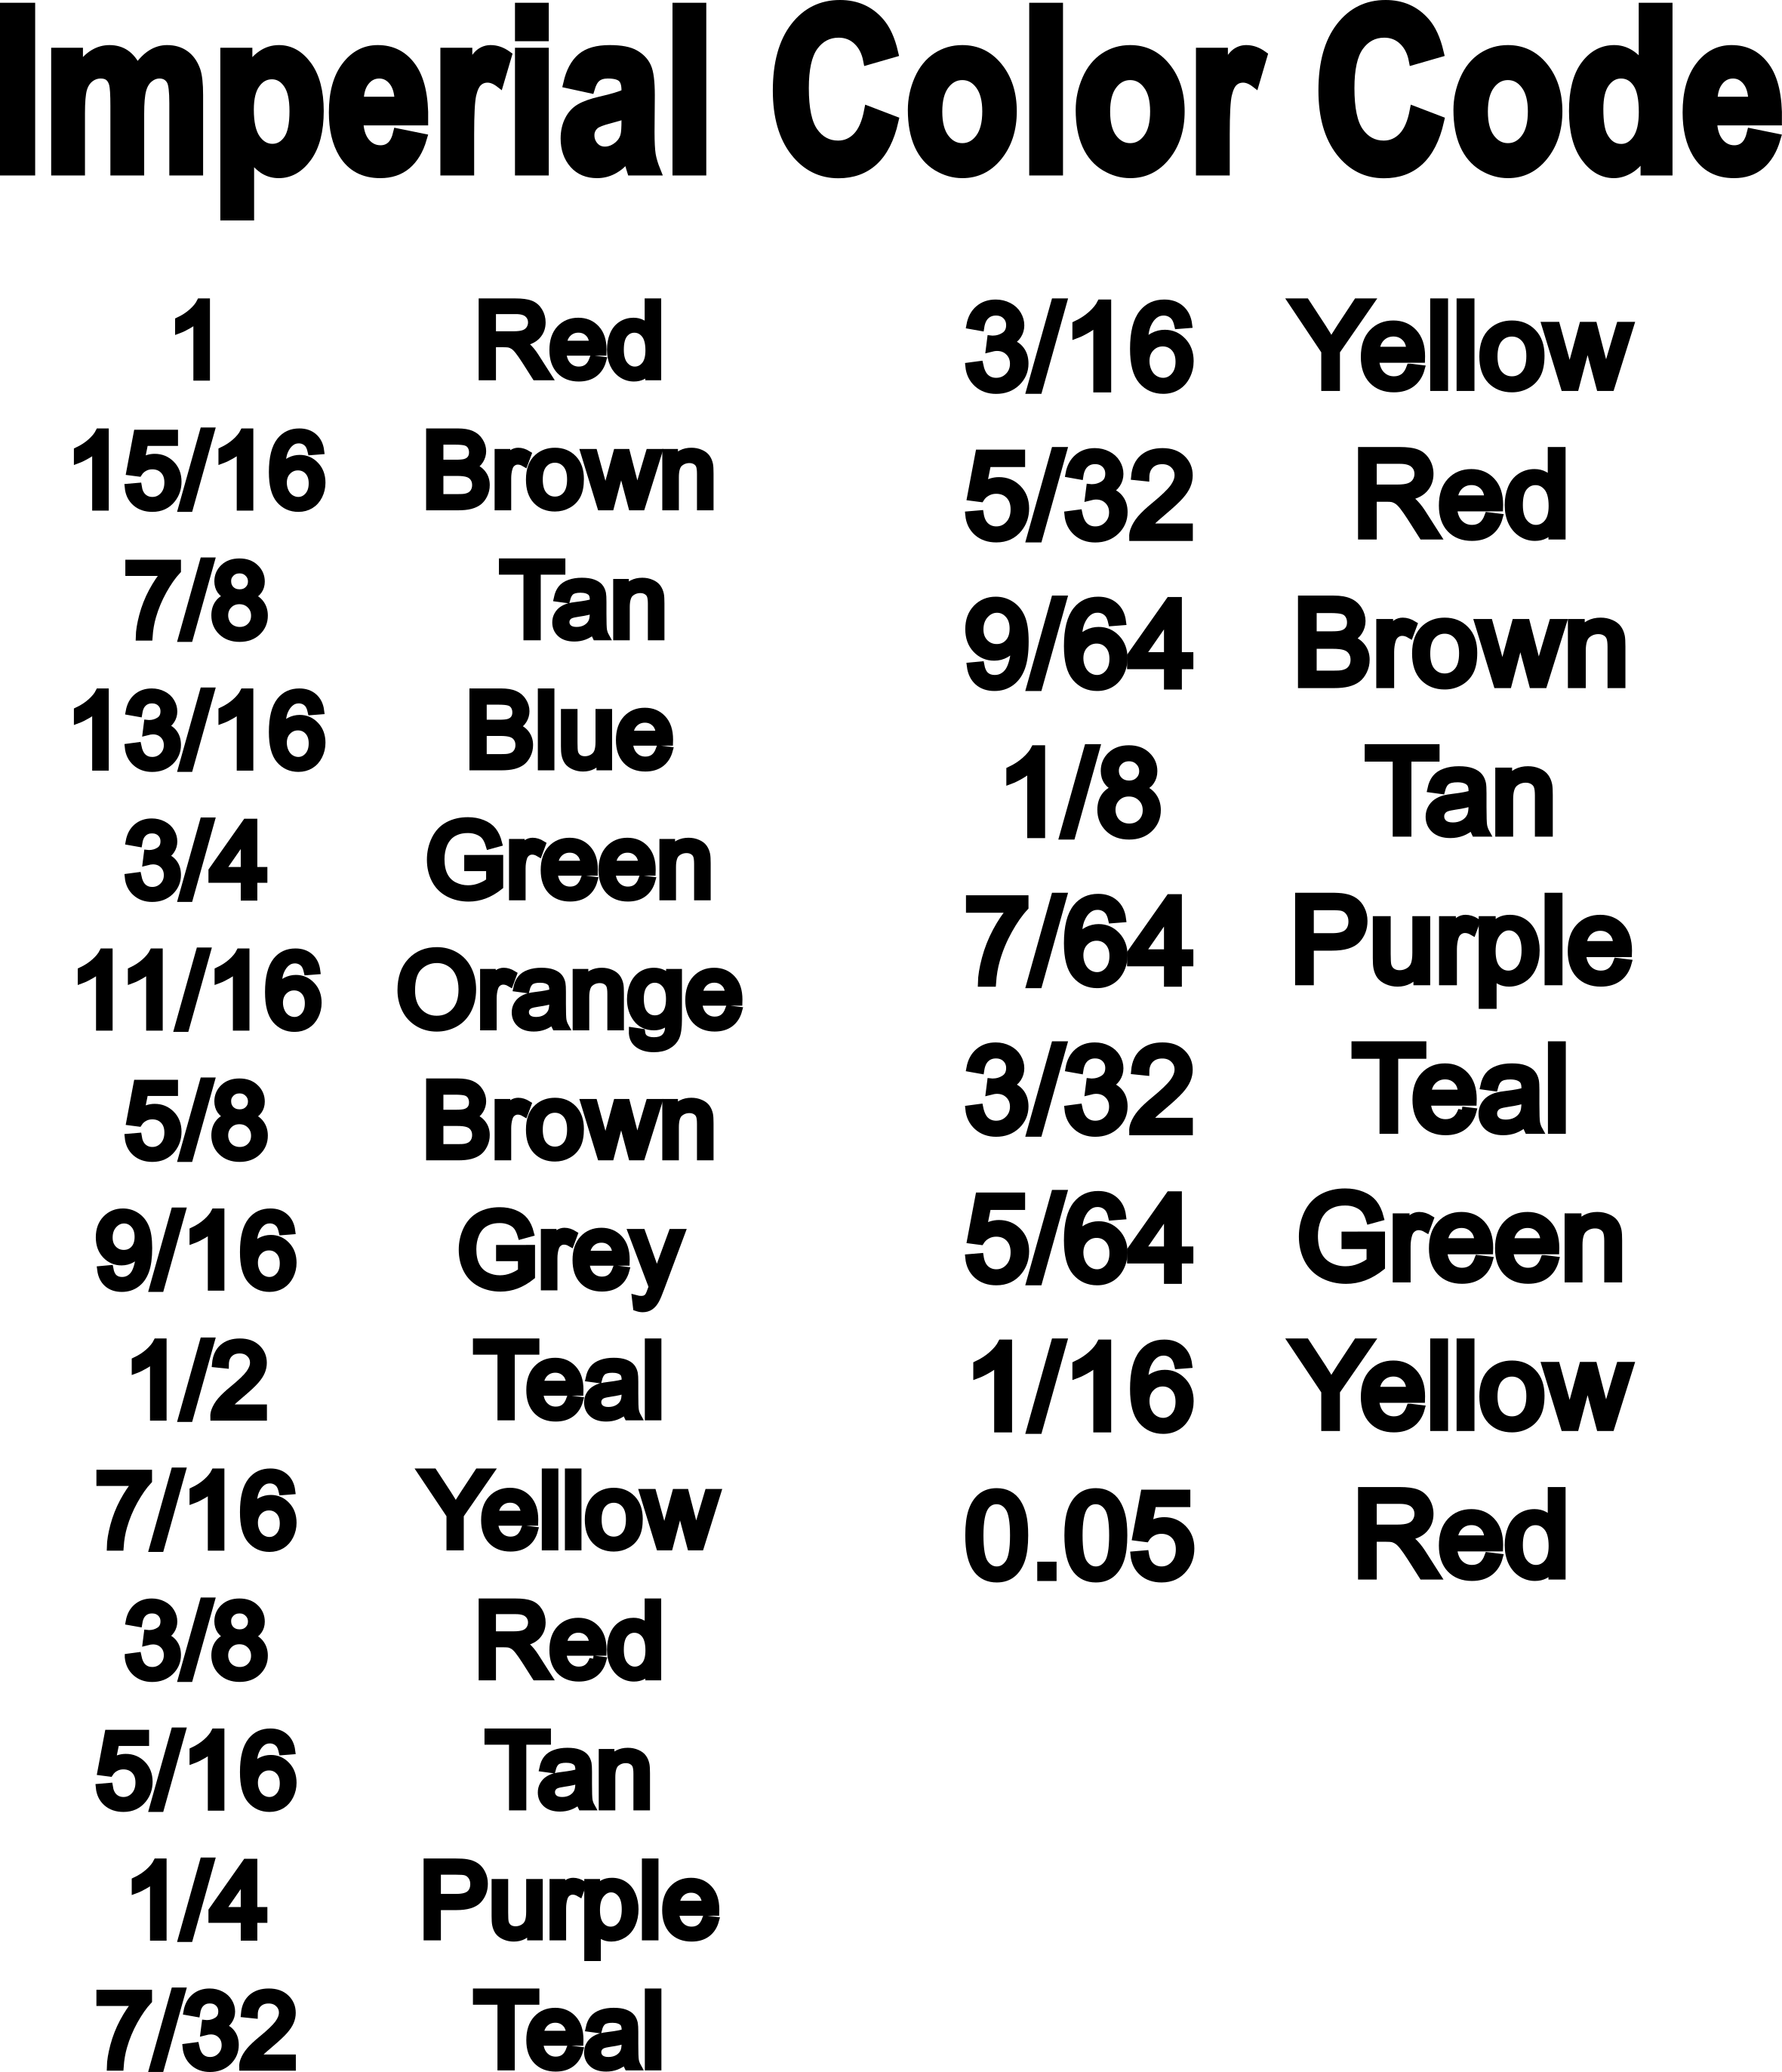 Imperial Color Code
1 Red
15/16 Brown
7/8 Tan
13/16 Blue
3/4 Green
11/16 Orange
5/8 Brown
9/16 Grey
1/2 Teal
7/16 Yellow
3/8 Red
5/16 Tan
1/4 Purple
7/32 Teal
3/16 Yellow
5/32 Red
9/64 Brown
1/8 Tan
7/64 Purple
3/32 Teal
5/64 Green
1/16 Yellow
0.05 Red